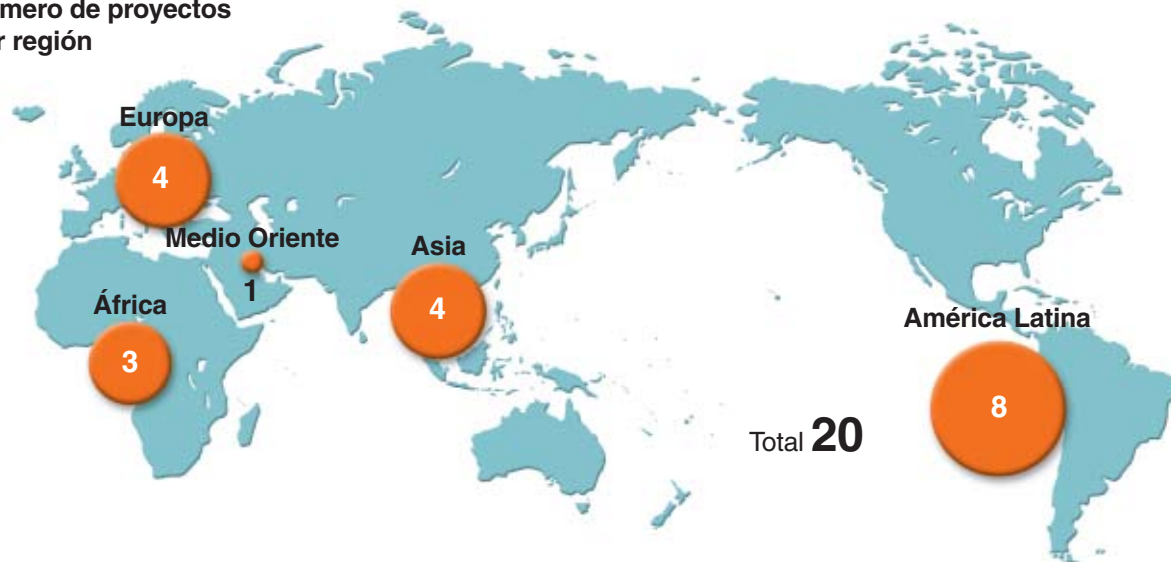 mero de proyectos
r región
Europa
4
Medio Oriente
1
Asia
4
África
3
América Latina
8
Total 20